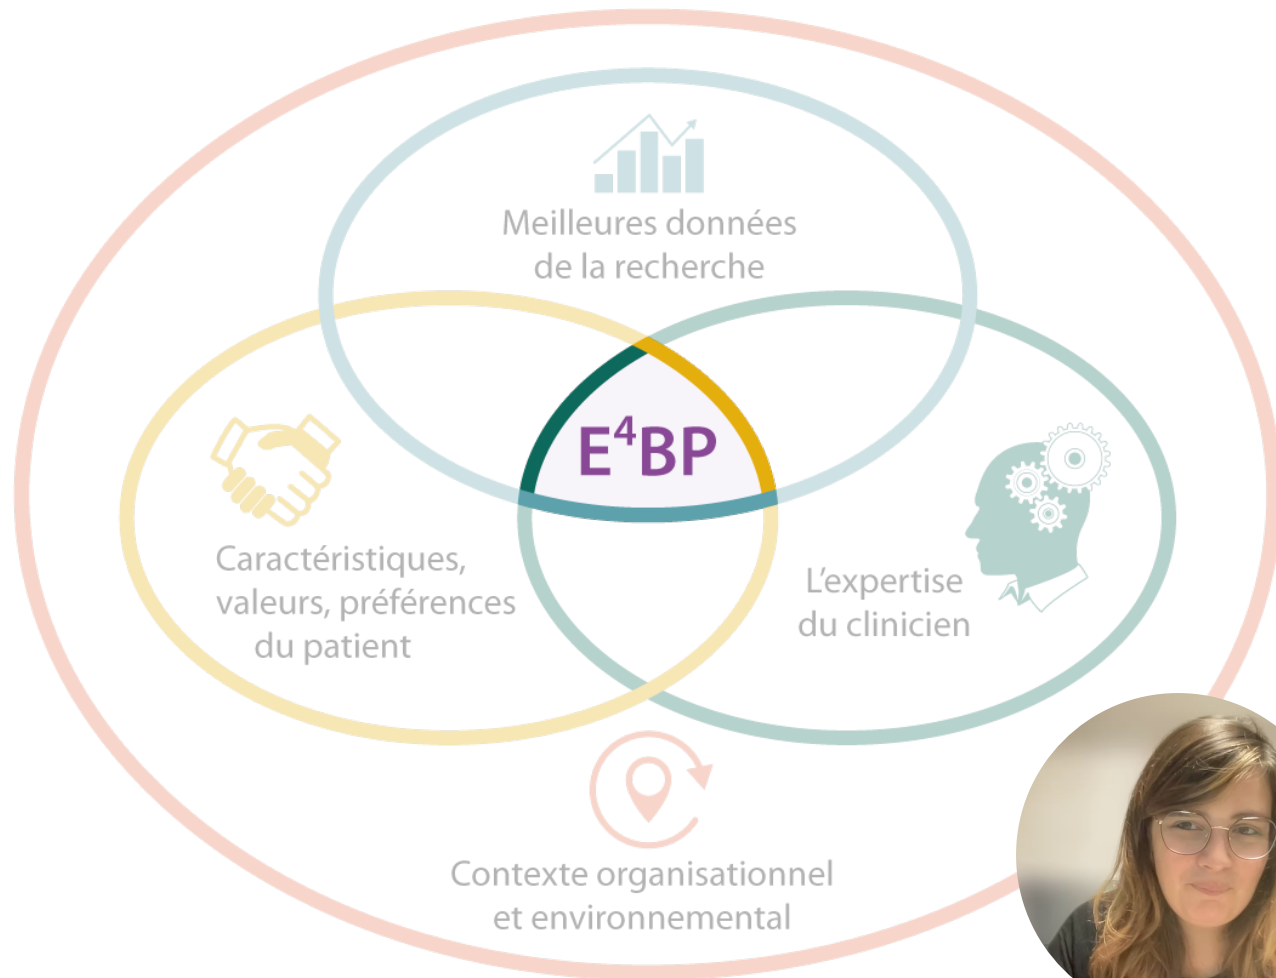 Meilleures données
de la recherche
E⁴BP
Caractéristiques,
valeurs, préférences
du patient
L'expertise
du clinicien
Contexte organisationnel
et environnemental